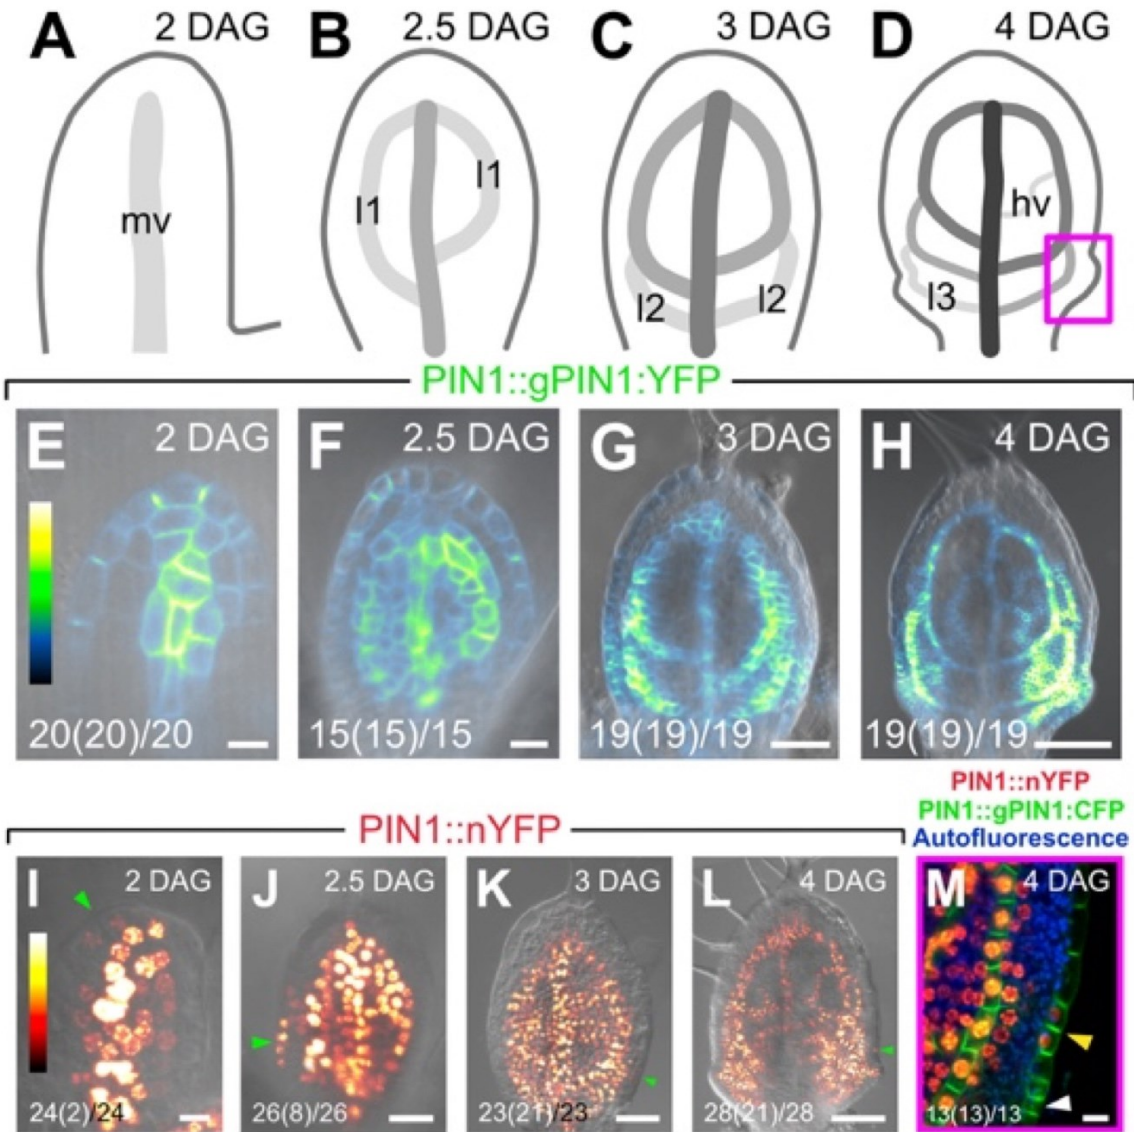 A 2 DAG
B 2.5 DAG
C 3 DAG
D 4 DAG
mv
l1
l1
l2
l2
hv
l3
PIN1::gPIN1:YFP
E 2 DAG
F 2.5 DAG
G 3 DAG
H 4 DAG
20(20)/20
15(15)/15
19(19)/19
19(19)/19
PIN1::nYFP
PIN1::nYFP
PIN1::gPIN1:CFP
Autofluorescence
I 2 DAG
J 2.5 DAG
K 3 DAG
L 4 DAG
M 4 DAG
24(2)/24
26(8)/26
23(21)/23
28(21)/28
13(13)/13